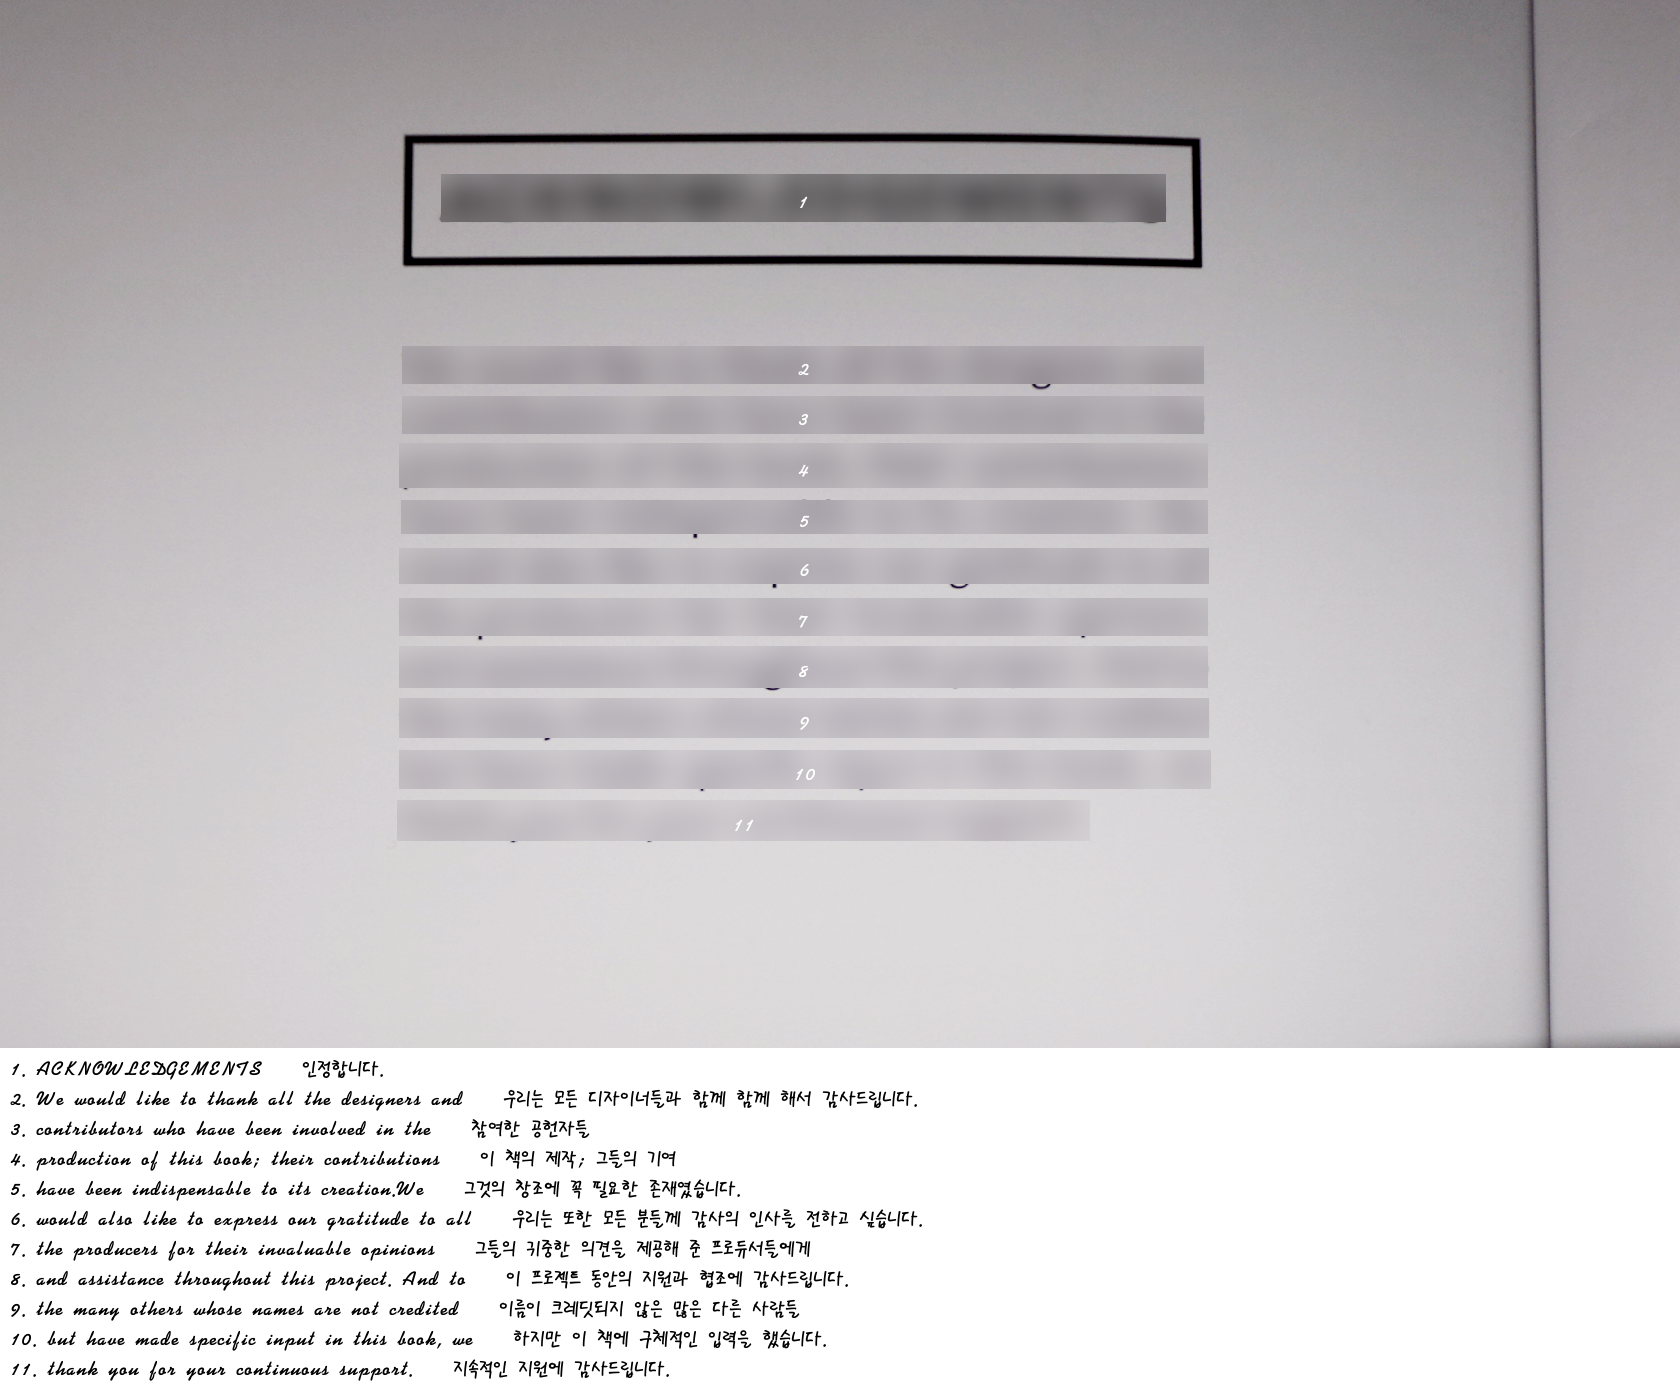 1
2
3
4
5
6
7
8
9
10
11
1. ACKNOWLEDGEMENTS 인정합니다.
2. We would like to thank all the designers and 우리는 모든 디자이너들과 함께 함께 해서 감사드립니다.
3. contributors who have been involved in the 참여한 공헌자들
4. production of this book; their contributions 이 책의 제작; 그들의 기여
5. have been indispensable to its creation.We 그것의 창조에 꼭 필요한 존재였습니다.
6. would also like to express our gratitude to all 우리는 또한 모든 분들께 감사의 인사를 전하고 싶습니다.
7. the producers for their invaluable opinions 그들의 귀중한 의견을 제공해 준 프로듀서들에게
8. and assistance throughout this project. And to 이 프로젝트 동안의 지원과 협조에 감사드립니다.
9. the many others whose names are not credited 이름이 크레딧되지 않은 많은 다른 사람들
10. but have made specific input in this book, we 하지만 이 책에 구체적인 입력을 했습니다.
11. thank you for your continuous support. 지속적인 지원에 감사드립니다.